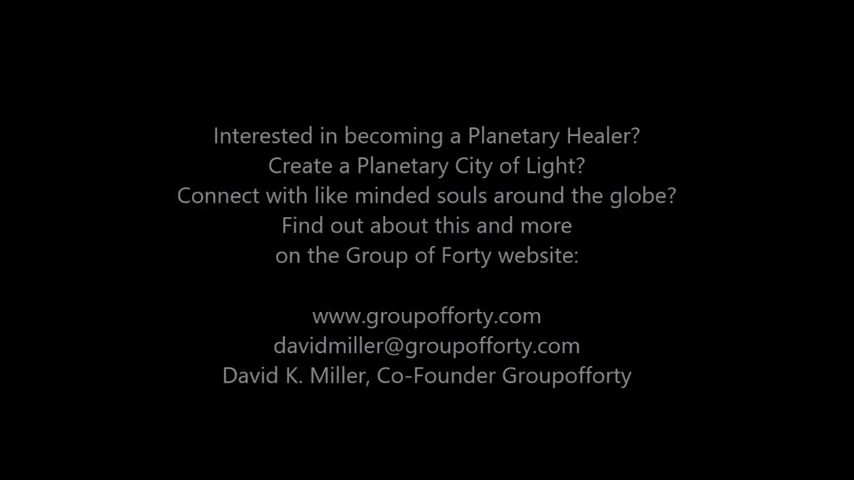 Interested in becoming a Planetary Healer?
Create a Planetary City of Light?
Connect with like minded souls around the globe?
Find out about this and more
on the Group of Forty website:
www.groupofforty.com
davidmiller@groupofforty.com
David K. Miller, Co-Founder Groupofforty